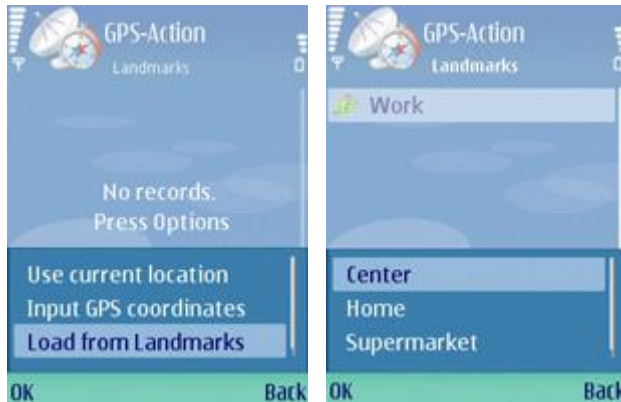 GPS-Action
Landmarks
No records.
Press Options
Use current location
Input GPS coordinates
Load from Landmarks
OK Back
GPS-Action
Landmarks
Work
Center
Home
Supermarket
OK Back